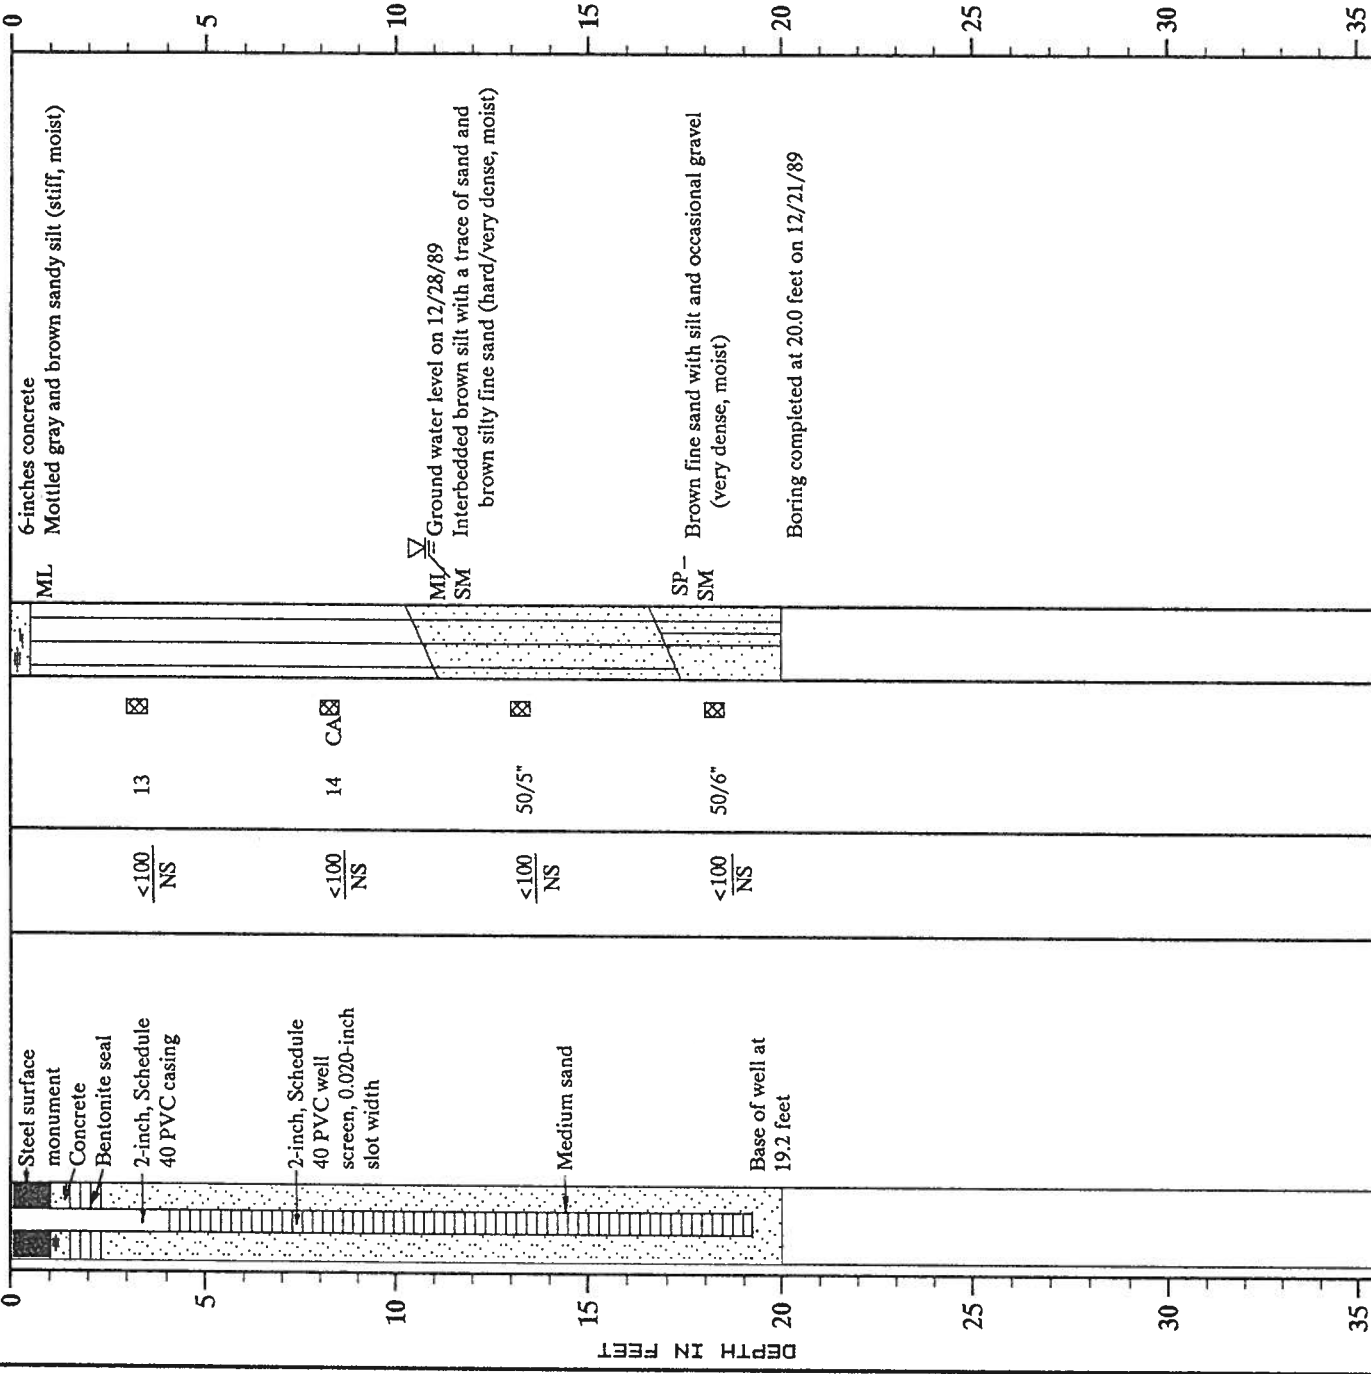 0
5
10
15
20
25
30
35
DEPTH IN FEET
Steel surface
monument
Concrete
Bentonite seal
2-inch, Schedule
40 PVC casing
2-inch, Schedule
40 PVC well
screen, 0.020-inch
slot width
Medium sand
Base of well at
19.2 feet
<100
NS
<100
NS
<100
NS
<100
NS
13
14
50/5"
50/6"
CA
6-inches concrete
ML
Mottled gray and brown sandy silt (stiff, moist)
Ground water level on 12/28/89
ML/
SM
Interbedded brown silt with a trace of sand and
brown silty fine sand (hard/very dense, moist)
SP-
SM
Brown fine sand with silt and occasional gravel
(very dense, moist)
Boring completed at 20.0 feet on 12/21/89
0
5
10
15
20
25
30
35